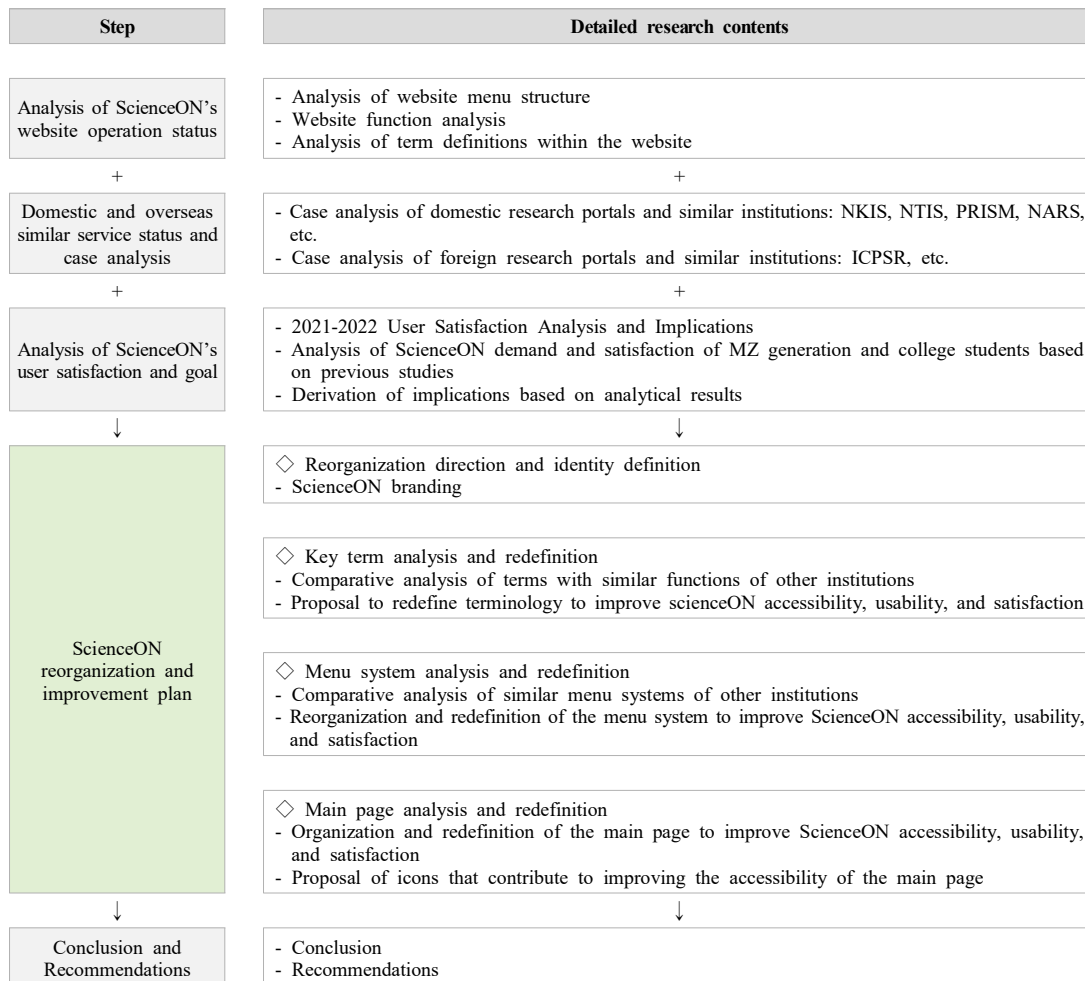 Step
Detailed research contents
Analysis of ScienceON's
website operation status
- Analysis of website menu structure
- Website function analysis
- Analysis of term definitions within the website
+
+
Domestic and overseas
similar service status and
case analysis
- Case analysis of domestic research portals and similar institutions: NKIS, NTIS, PRISM, NARS,
etc.
- Case analysis of foreign research portals and similar institutions: ICPSR, etc.
+
+
Analysis of ScienceON's
user satisfaction and goal
- 2021-2022 User Satisfaction Analysis and Implications
- Analysis of ScienceON demand and satisfaction of MZ generation and college students based
on previous studies
- Derivation of implications based on analytical results
↓
↓
ScienceON
reorganization and
improvement plan
◇ Reorganization direction and identity definition
- ScienceON branding
◇ Key term analysis and redefinition
- Comparative analysis of terms with similar functions of other institutions
- Proposal to redefine terminology to improve scienceON accessibility, usability, and satisfaction
◇ Menu system analysis and redefinition
- Comparative analysis of similar menu systems of other institutions
- Reorganization and redefinition of the menu system to improve ScienceON accessibility, usability,
and satisfaction
◇ Main page analysis and redefinition
- Organization and redefinition of the main page to improve ScienceON accessibility, usability,
and satisfaction
- Proposal of icons that contribute to improving the accessibility of the main page
↓
↓
Conclusion and
Recommendations
- Conclusion
- Recommendations